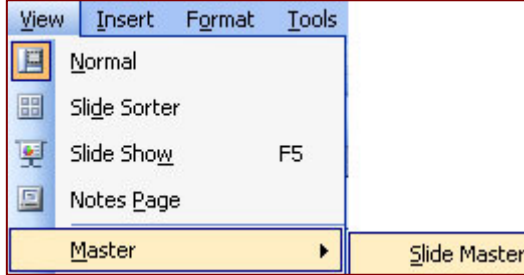 View Insert Format Tools
Normal
Slide Sorter
Slide Show F5
Notes Page
Master Slide Master